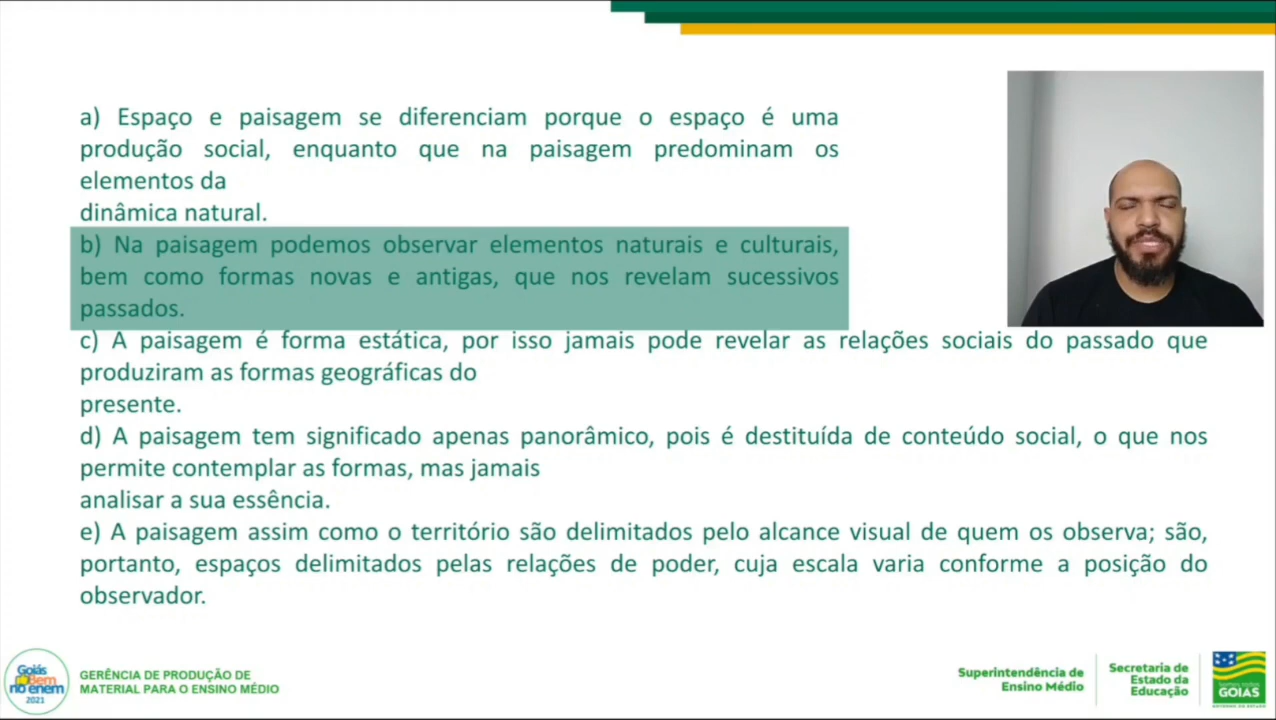 a) Espaço e paisagem se diferenciam porque o espaço é uma
produção social, enquanto que na paisagem predominam os
elementos da
dinâmica natural.
b) Na paisagem podemos observar elementos naturais e culturais,
bem como formas novas e antigas, que nos revelam sucessivos
passados.
c) A paisagem é forma estática, por isso jamais pode revelar as relações sociais do passado que
produziram as formas geográficas do
presente.
d) A paisagem tem significado apenas panorâmico, pois é destituída de conteúdo social, o que nos
permite contemplar as formas, mas jamais
analisar a sua essência.
e) A paisagem assim como o território são delimitados pelo alcance visual de quem os observa; são,
portanto, espaços delimitados pelas relações de poder, cuja escala varia conforme a posição do
observador.
Goiás
Bem
no enem
2021
GERÊNCIA DE PRODUÇÃO DE
MATERIAL PARA O ENSINO MÉDIO
Superintendência de
Ensino Médio
Secretaria de
Estado da
Educação
GOIÁS